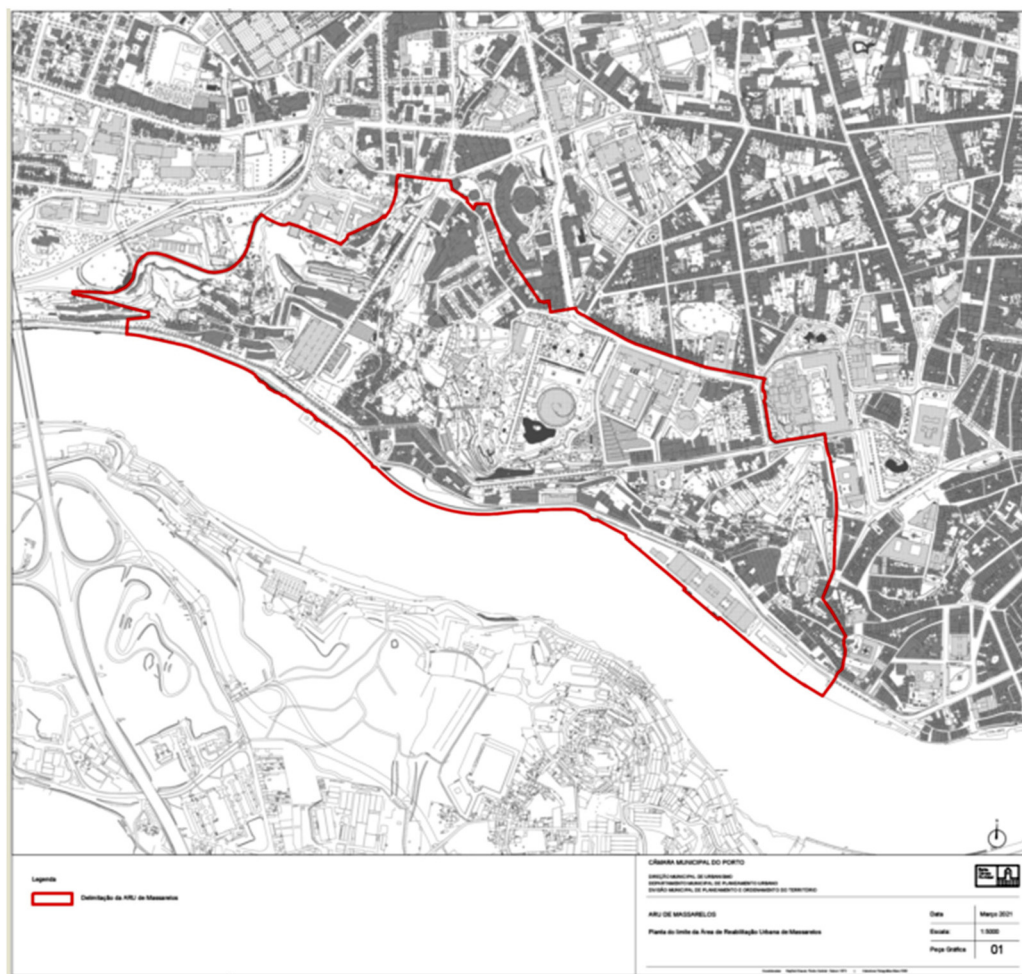 CÂMARA MUNICIPAL DO PORTO
DIREÇÃO MUNICIPAL DE URBANISMO
DEPARTAMENTO MUNICIPAL DE PLANEAMENTO URBANO
DIVISÃO MUNICIPAL DE PLANEAMENTO E ORDENAMENTO DO TERRITÓRIO
Legenda
Delimitação da ARU de Massarelos
ARU DE MASSARELOS
Planta do limite da Área de Reabilitação Urbana de Massarelos
Data Março 2021
Escala 1:5000
Peça Gráfica 01